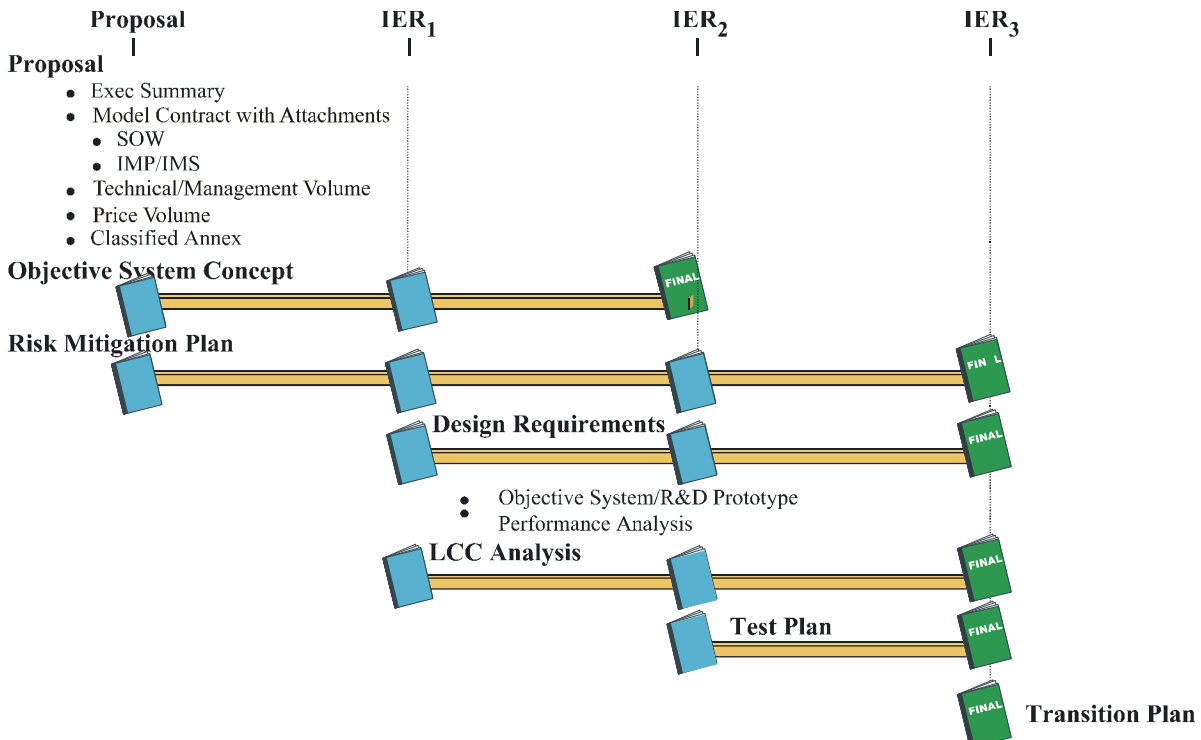 Proposal IER1 IER2 IER3
Proposal
• Exec Summary
• Model Contract with Attachments
• SOW
• IMP/IMS
• Technical/Management Volume
• Price Volume
• Classified Annex
Objective System Concept
FINAL
Risk Mitigation Plan
FIN L
Design Requirements
FINAL
• Objective System/R&D Prototype
• Performance Analysis
LCC Analysis
FINAL
Test Plan
FINAL
FINAL
Transition Plan